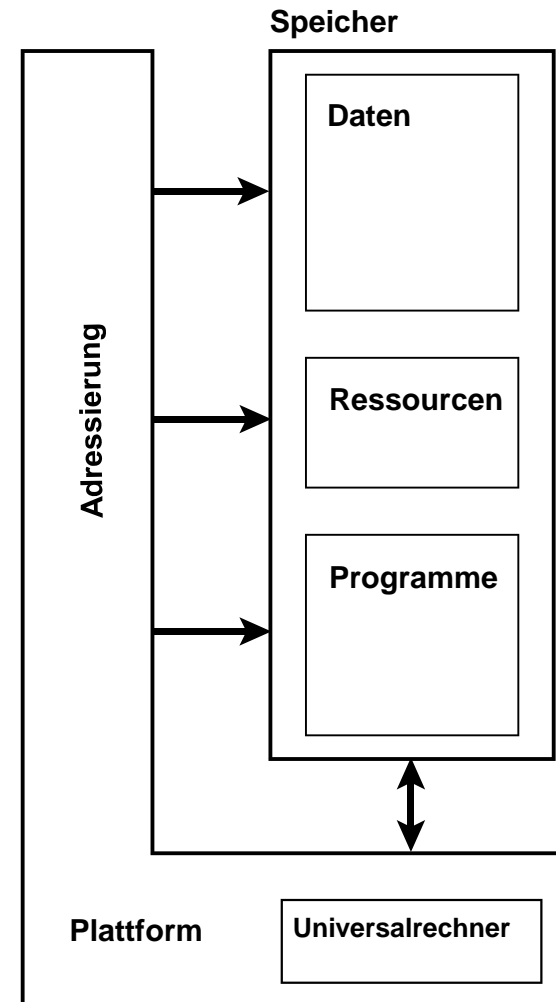 Speicher
Daten
Adressierung
Ressourcen
Programme
Plattform
Universalrechner